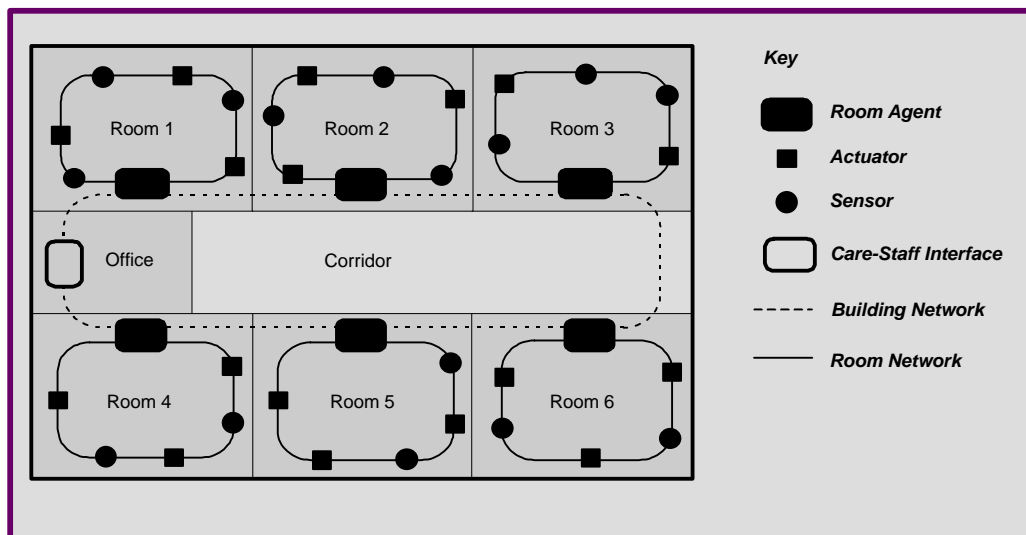 Key
Room 1
Room 2
Room 3
Room Agent
Actuator
Sensor
Office
Corridor
Care-Staff Interface
Building Network
Room Network
Room 4
Room 5
Room 6